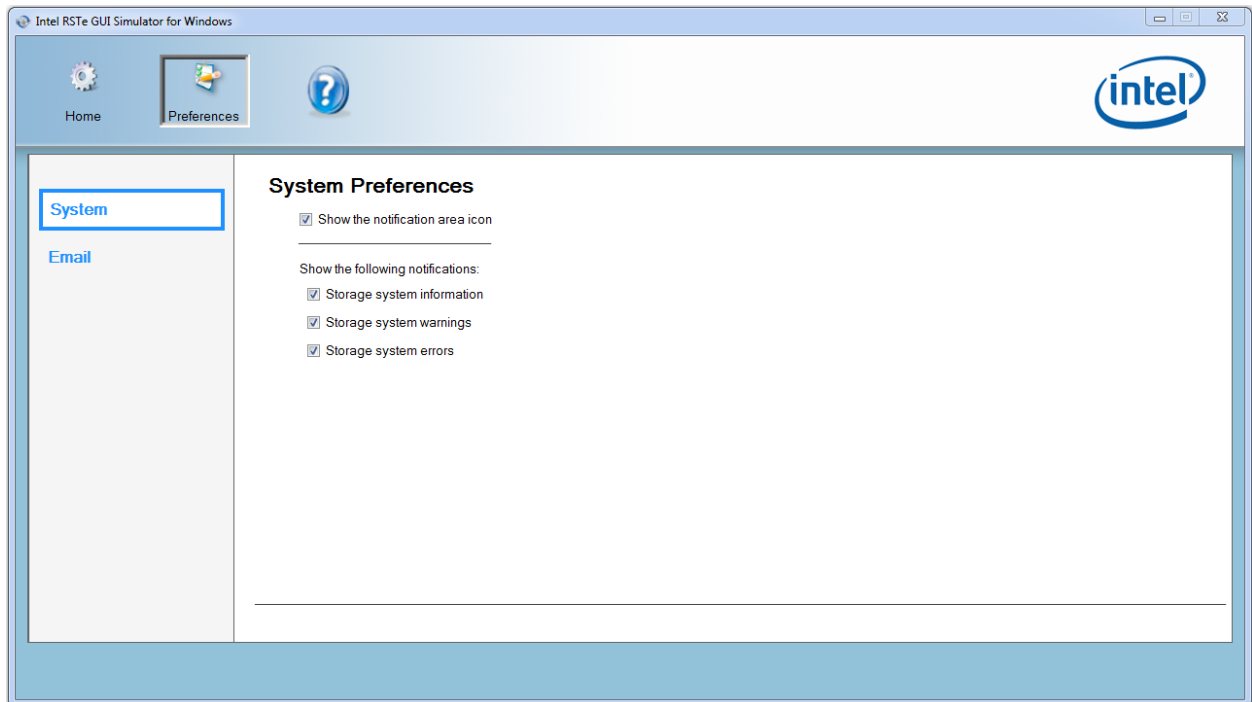 Intel RSTe GUI Simulator for Windows
Home
Preferences
?
intel
System
Email
System Preferences
Show the notification area icon
Show the following notifications:
Storage system information
Storage system warnings
Storage system errors